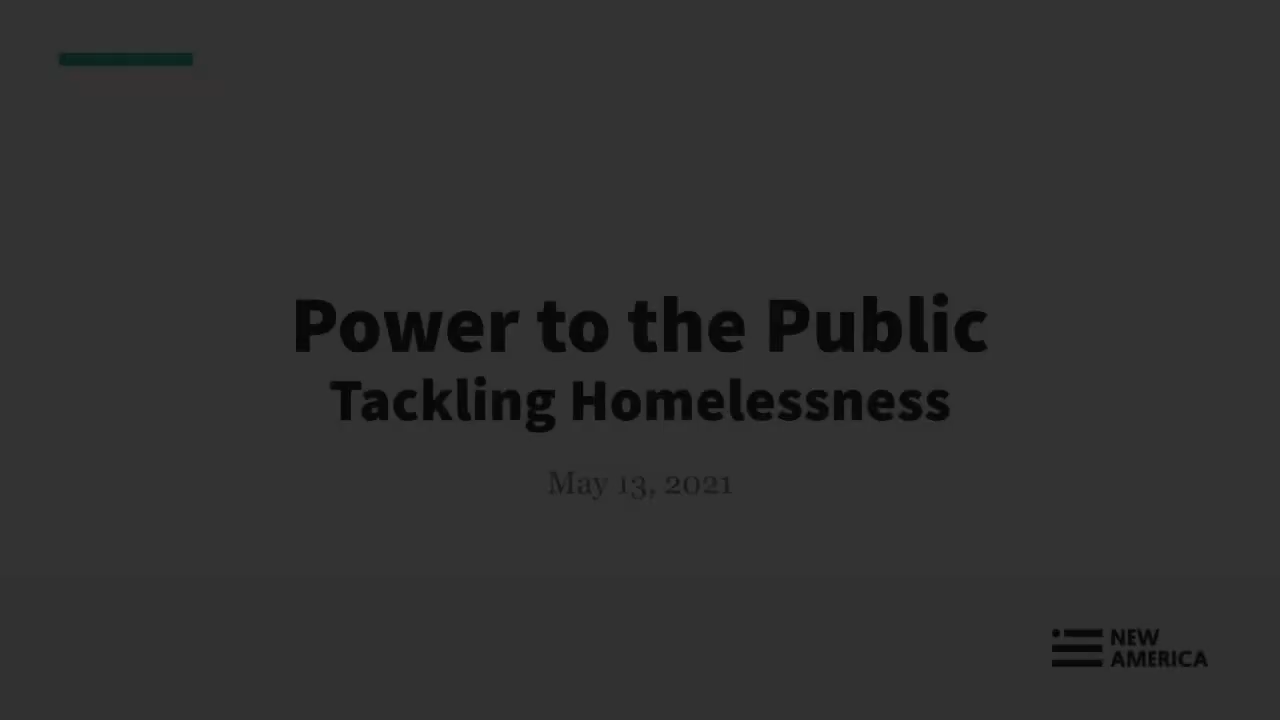 Power to the Public
Tackling Homelessness
May 13, 2021
NEW
AMERICA